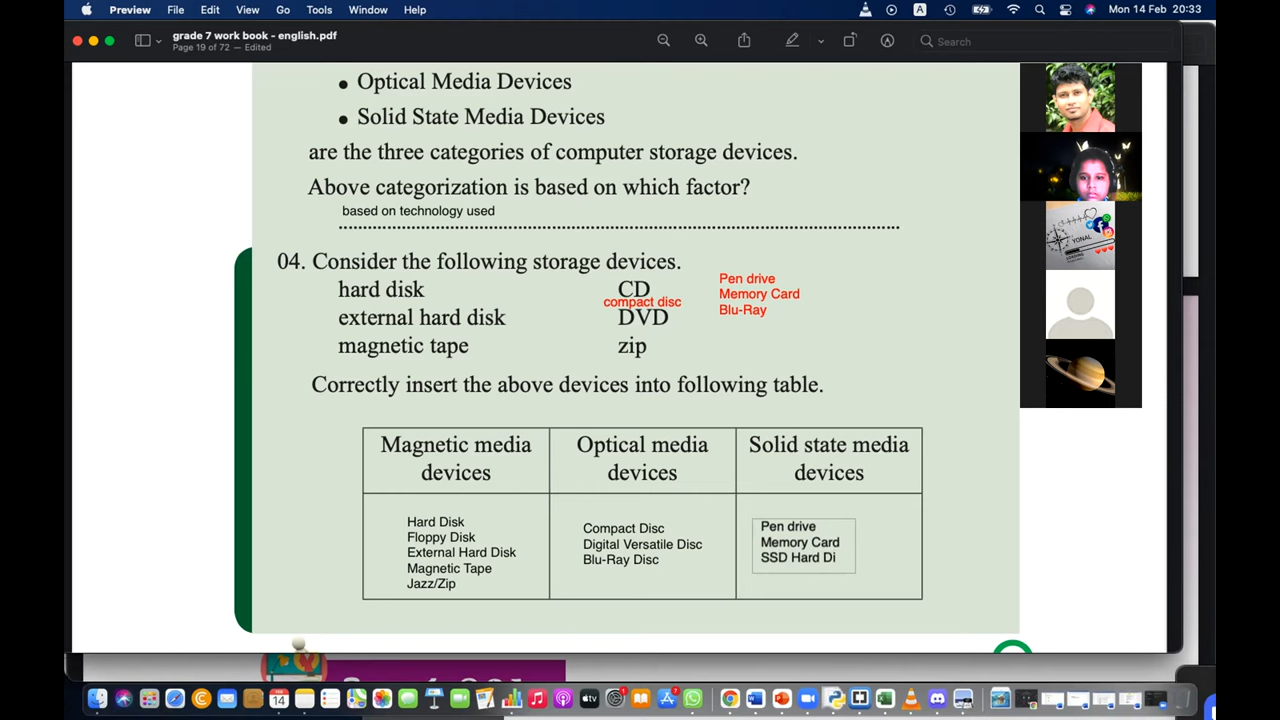 Preview File Edit View Go Tools Window Help A Mon 14 Feb 20:33
grade 7 work book - english.pdf
Page 19 of 72 — Edited
Search
• Optical Media Devices
• Solid State Media Devices
are the three categories of computer storage devices.
Above categorization is based on which factor?
based on technology used
04. Consider the following storage devices.
hard disk CD Pen drive
compact disc Memory Card
external hard disk DVD Blu-Ray
magnetic tape zip
Correctly insert the above devices into following table.
Magnetic media devices
Optical media devices
Solid state media devices
Hard Disk
Floppy Disk
External Hard Disk
Magnetic Tape
Jazz/Zip
Compact Disc
Digital Versatile Disc
Blu-Ray Disc
Pen drive
Memory Card
SSD Hard Di
YONAL
LOADING